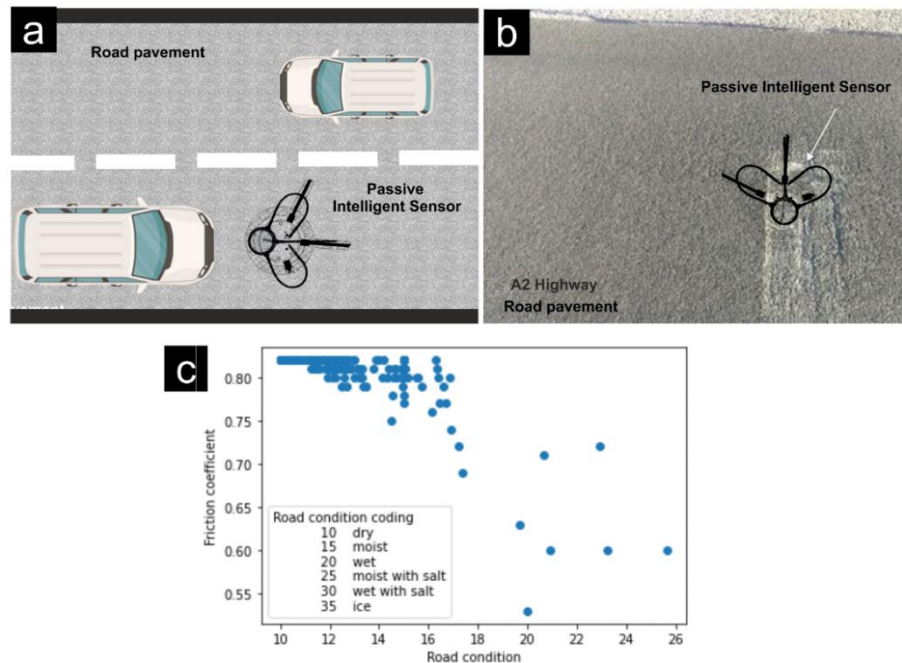 a
Road pavement
Passive
Intelligent Sensor
b
Passive Intelligent Sensor
A2 Highway
Road pavement
c
Friction coefficient
0.80
0.75
0.70
0.65
0.60
0.55
Road condition coding
10 dry
15 moist
20 wet
25 moist with salt
30 wet with salt
35 ice
10 12 14 16 18 20 22 24 26
Road condition